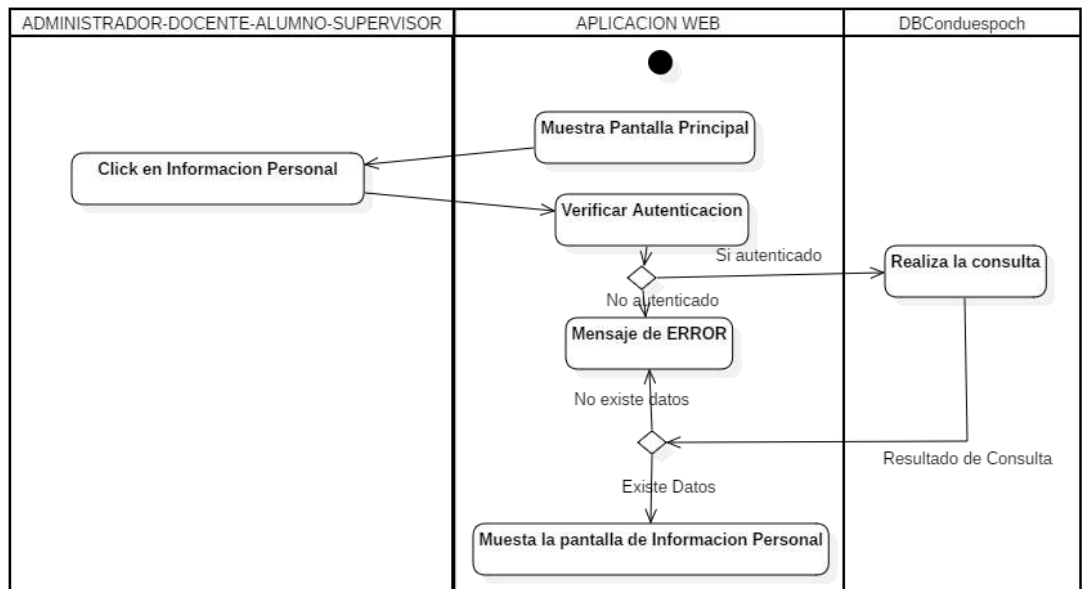 ADMINISTRADOR-DOCENTE-ALUMNO-SUPERVISOR
APLICACION WEB
DBConduespoch
Muestra Pantalla Principal
Click en Informacion Personal
Verificar Autenticacion
Si autenticado
Realiza la consulta
No autenticado
Mensaje de ERROR
No existe datos
Resultado de Consulta
Existe Datos
Muesta la pantalla de Informacion Personal